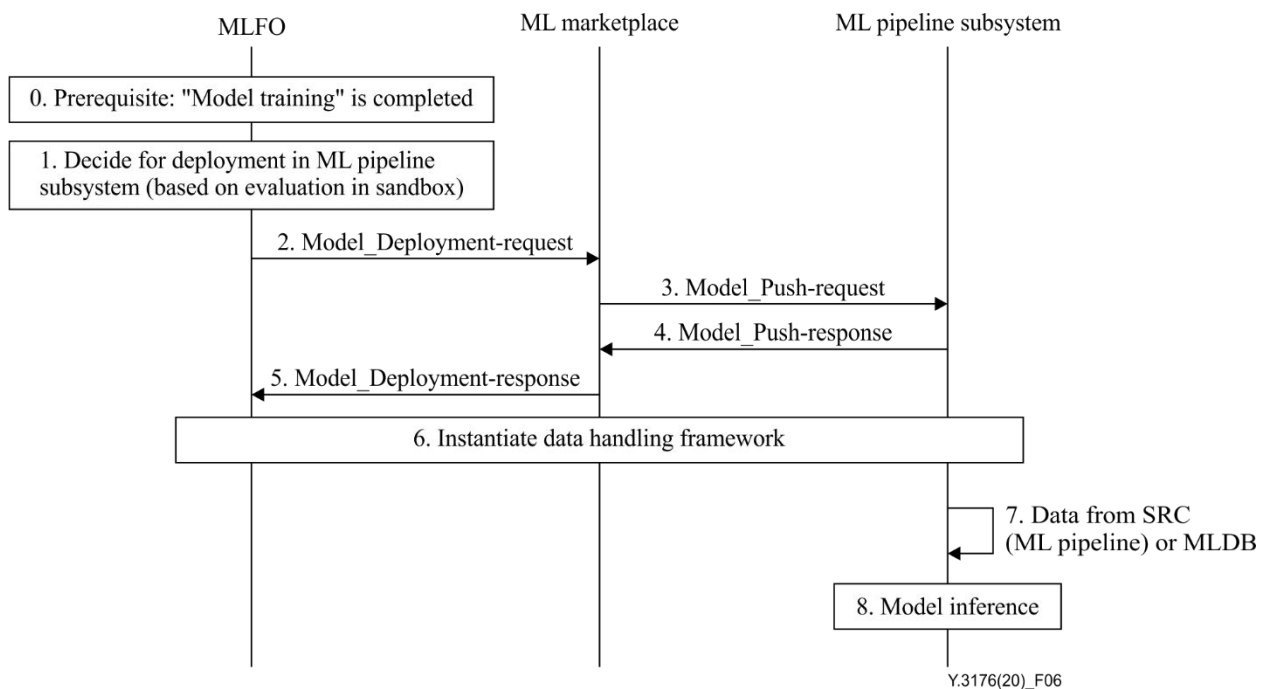 MLFO
ML marketplace
ML pipeline subsystem
0. Prerequisite: "Model training" is completed
1. Decide for deployment in ML pipeline
subsystem (based on evaluation in sandbox)
2. Model_Deployment-request
3. Model_Push-request
4. Model_Push-response
5. Model_Deployment-response
6. Instantiate data handling framework
7. Data from SRC
(ML pipeline) or MLDB
8. Model inference
Y.3176(20)_F06